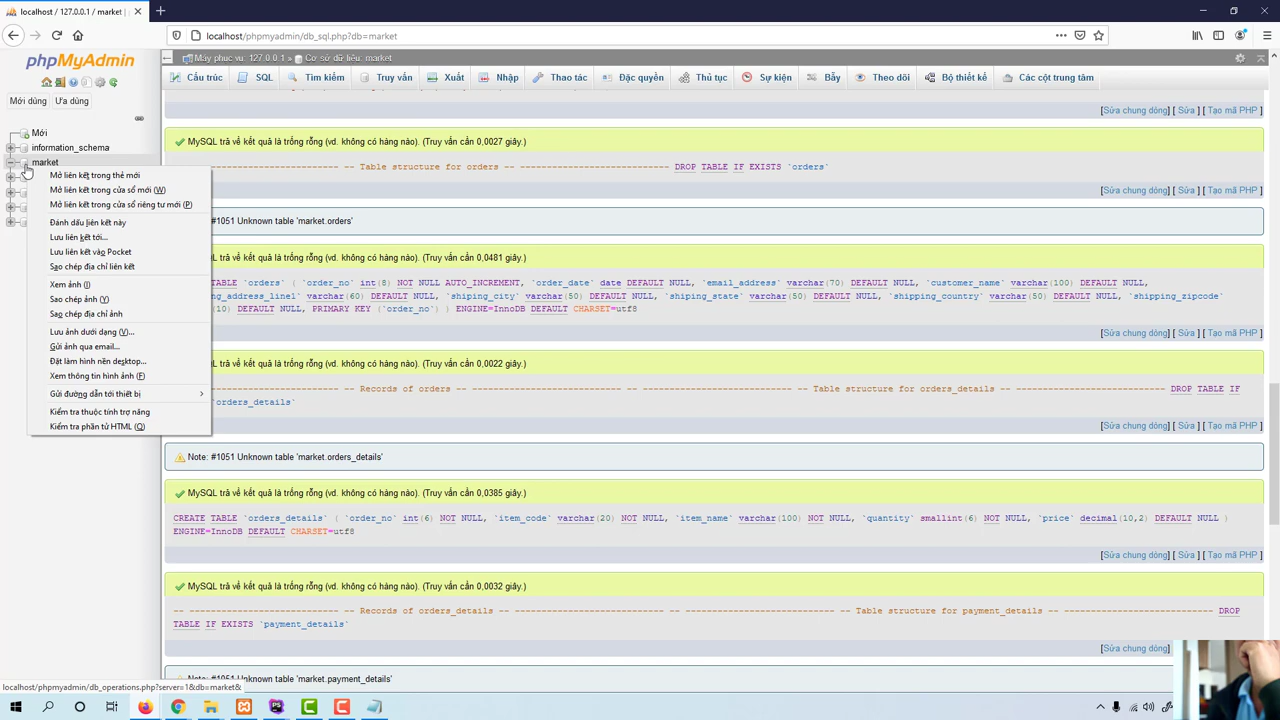 localhost / 127.0.0.1 / market |
localhost/phpmyadmin/db_sql.php?db=market
phpMyAdmin
Máy phục vụ: 127.0.0.1 » Cơ sở dữ liệu: market
Cấu trúc SQL Tìm kiếm Truy vấn Xuất Nhập Thao tác Đặc quyền Thủ tục Sự kiện Bẫy Theo dõi Bộ thiết kế Các cột trung tâm
Mới dùng Ưa dùng
Mới
information_schema
market
Mở liên kết trong thẻ mới
Mở liên kết trong cửa sổ mới (W)
Mở liên kết trong cửa sổ riêng tư mới (P)
Đánh dấu liên kết này
Lưu liên kết tới...
Lưu liên kết vào Pocket
Sao chép địa chỉ liên kết
Xem ảnh (I)
Sao chép ảnh (Y)
Sao chép địa chỉ ảnh
Lưu ảnh dưới dạng (V)...
Gửi ảnh qua email...
Đặt làm hình nền desktop...
Xem thông tin hình ảnh (F)
Gửi đường dẫn tới thiết bị
Kiểm tra thuộc tính trợ năng
Kiểm tra phần tử HTML (Q)
[Sửa chung dòng] [ Sửa ] [ Tạo mã PHP ]
MySQL trả về kết quả là trống rỗng (vd. không có hàng nào). (Truy vấn cần 0,0027 giây.)
---------------------------- -- Table structure for orders -- ---------------------------- DROP TABLE IF EXISTS `orders`
[Sửa chung dòng] [ Sửa ] [ Tạo mã PHP ]
#1051 Unknown table 'market.orders'
QL trả về kết quả là trống rỗng (vd. không có hàng nào). (Truy vấn cần 0,0481 giây.)
TABLE `orders` ( `order_no` int(8) NOT NULL AUTO_INCREMENT, `order_date` date DEFAULT NULL, `email_address` varchar(70) DEFAULT NULL, `customer_name` varchar(100) DEFAULT NULL,
ng_address_line1` varchar(60) DEFAULT NULL, `shiping_city` varchar(50) DEFAULT NULL, `shiping_state` varchar(50) DEFAULT NULL, `shipping_country` varchar(50) DEFAULT NULL, `shipping_zipcode`
(10) DEFAULT NULL, PRIMARY KEY (`order_no`) ) ENGINE=InnoDB DEFAULT CHARSET=utf8
[Sửa chung dòng] [ Sửa ] [ Tạo mã PHP ]
QL trả về kết quả là trống rỗng (vd. không có hàng nào). (Truy vấn cần 0,0022 giây.)
---------------------------- -- Records of orders -- ---------------------------- -- ---------------------------- -- Table structure for orders_details -- ---------------------------- DROP TABLE IF
`orders_details`
[Sửa chung dòng] [ Sửa ] [ Tạo mã PHP ]
Note: #1051 Unknown table 'market.orders_details'
MySQL trả về kết quả là trống rỗng (vd. không có hàng nào). (Truy vấn cần 0,0385 giây.)
CREATE TABLE `orders_details` ( `order_no` int(6) NOT NULL, `item_code` varchar(20) NOT NULL, `item_name` varchar(100) NOT NULL, `quantity` smallint(6) NOT NULL, `price` decimal(10,2) DEFAULT NULL )
ENGINE=InnoDB DEFAULT CHARSET=utf8
[Sửa chung dòng] [ Sửa ] [ Tạo mã PHP ]
MySQL trả về kết quả là trống rỗng (vd. không có hàng nào). (Truy vấn cần 0,0032 giây.)
-- ---------------------------- -- Records of orders_details -- ---------------------------- -- ---------------------------- -- Table structure for payment_details -- ---------------------------- DROP
TABLE IF EXISTS `payment_details`
[Sửa chung dòng]
Note: #1051 Unknown table 'market.payment_details'
localhost/phpmyadmin/db_operations.php?server=1&db=market&